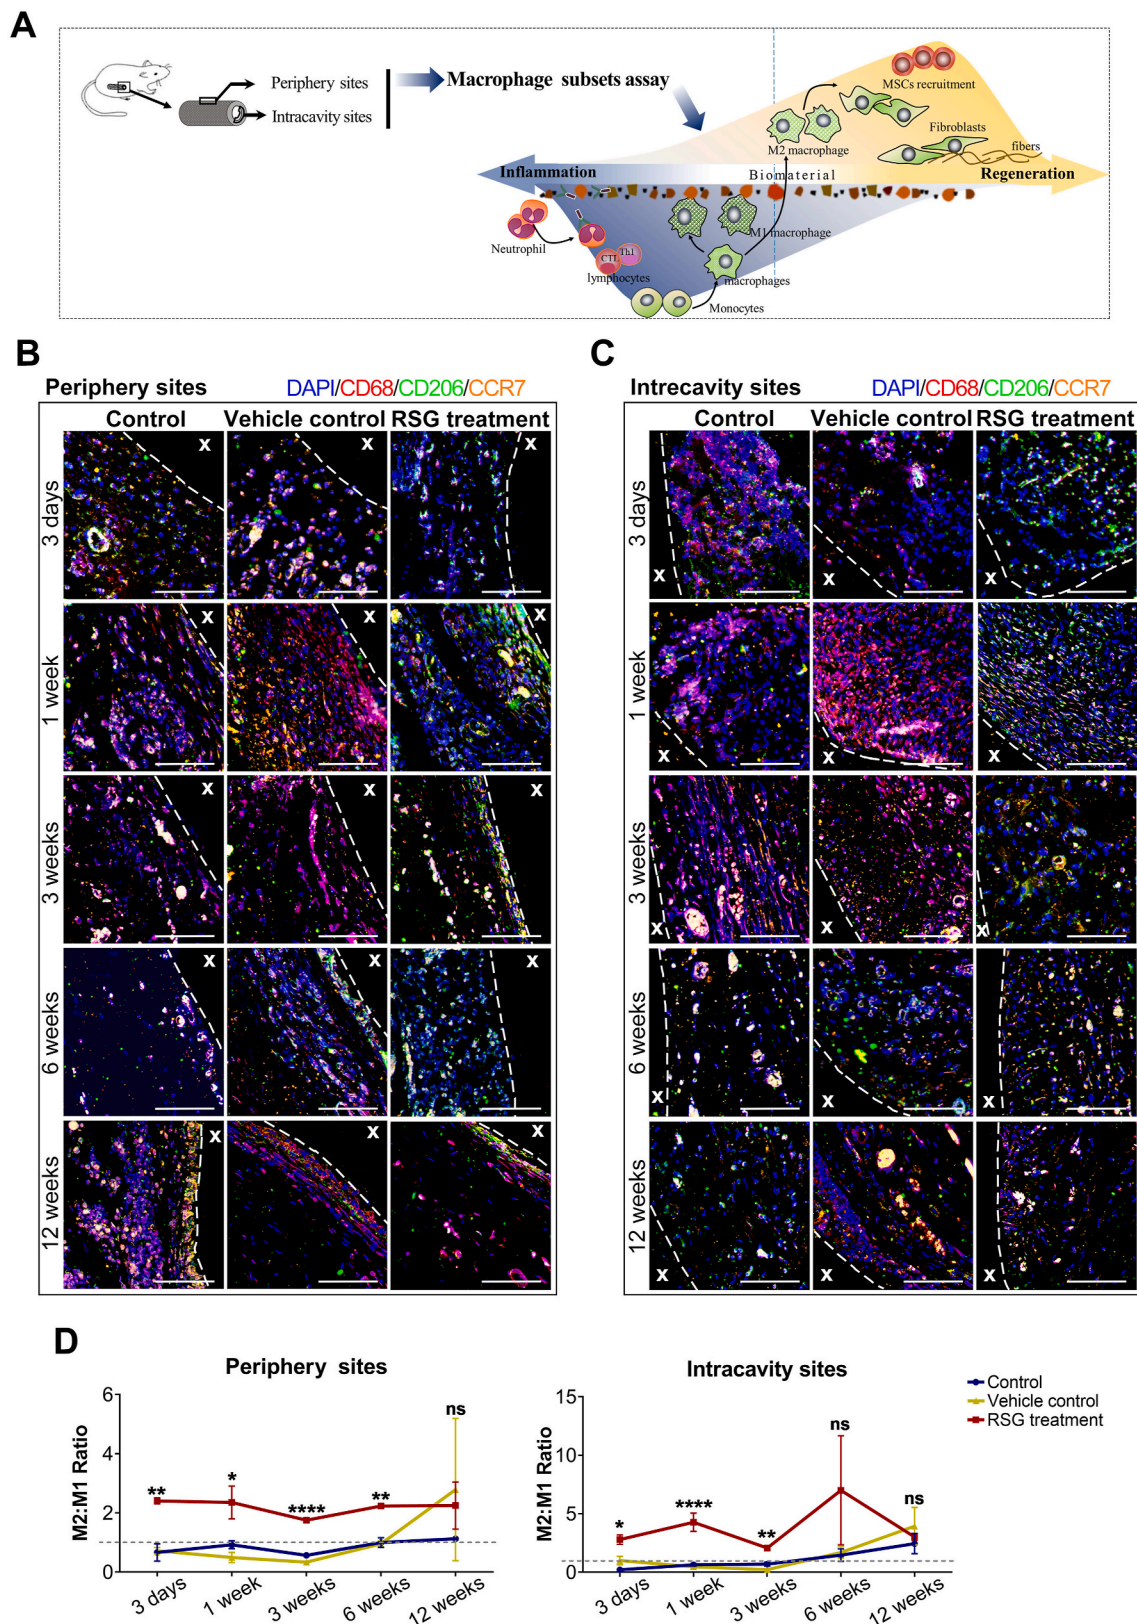 A
Periphery sites
Intracavity sites
Macrophage subsets assay
MSCs recruitment
M2 macrophage
Fibroblasts
fibers
Inflammation
Biomaterial
Regeneration
M1 macrophage
Neutrophil
CTL
Th1
lymphocytes
macrophages
Monocytes
B
Periphery sites DAPI/CD68/CD206/CCR7
Control Vehicle control RSG treatment
3 days
X X X
1 week
X X X
3 weeks
X X X
6 weeks
X X X
12 weeks
X X X
C
Intrecavity sites DAPI/CD68/CD206/CCR7
Control Vehicle control RSG treatment
3 days
X X X
1 week
X X X
3 weeks
X X X
6 weeks
X X X
12 weeks
X X X
D
Periphery sites
M2:M1 Ratio
6
4
2
0
** * **** ** ns
3 days 1 week 3 weeks 6 weeks 12 weeks
Intracavity sites
M2:M1 Ratio
15
10
5
0
* **** ** ns ns
3 days 1 week 3 weeks 6 weeks 12 weeks
Control
Vehicle control
RSG treatment